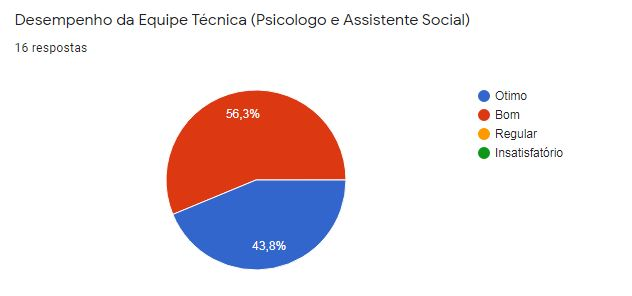 Desempenho da Equipe Técnica (Psicologo e Assistente Social)
16 respostas
56,3%
43,8%
Otimo
Bom
Regular
Insatisfatório